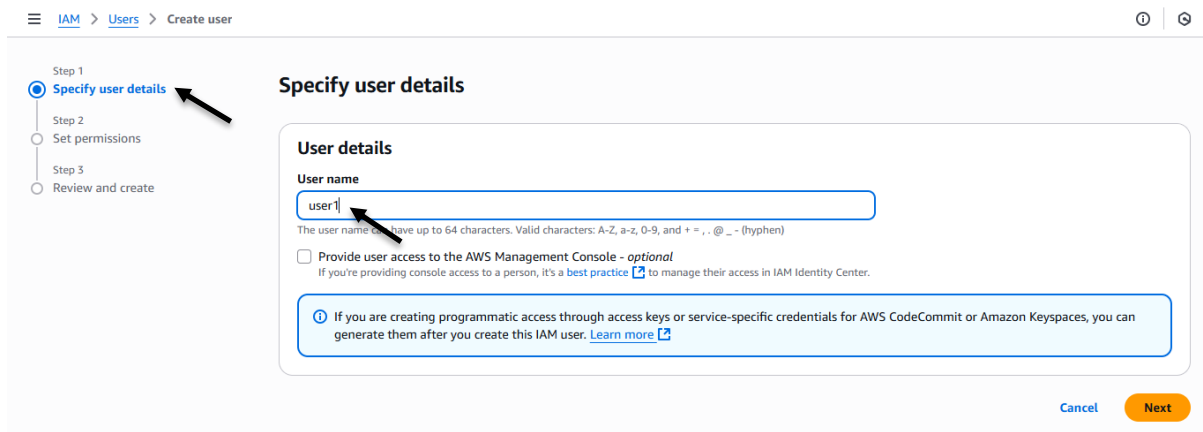 IAM > Users > Create user
Step 1
Specify user details
Step 2
Set permissions
Step 3
Review and create
Specify user details
User details
User name
user1
The user name can have up to 64 characters. Valid characters: A-Z, a-z, 0-9, and + = , . @ _ - (hyphen)
Provide user access to the AWS Management Console - optional
If you're providing console access to a person, it's a best practice to manage their access in IAM Identity Center.
If you are creating programmatic access through access keys or service-specific credentials for AWS CodeCommit or Amazon Keyspaces, you can
generate them after you create this IAM user. Learn more
Cancel Next